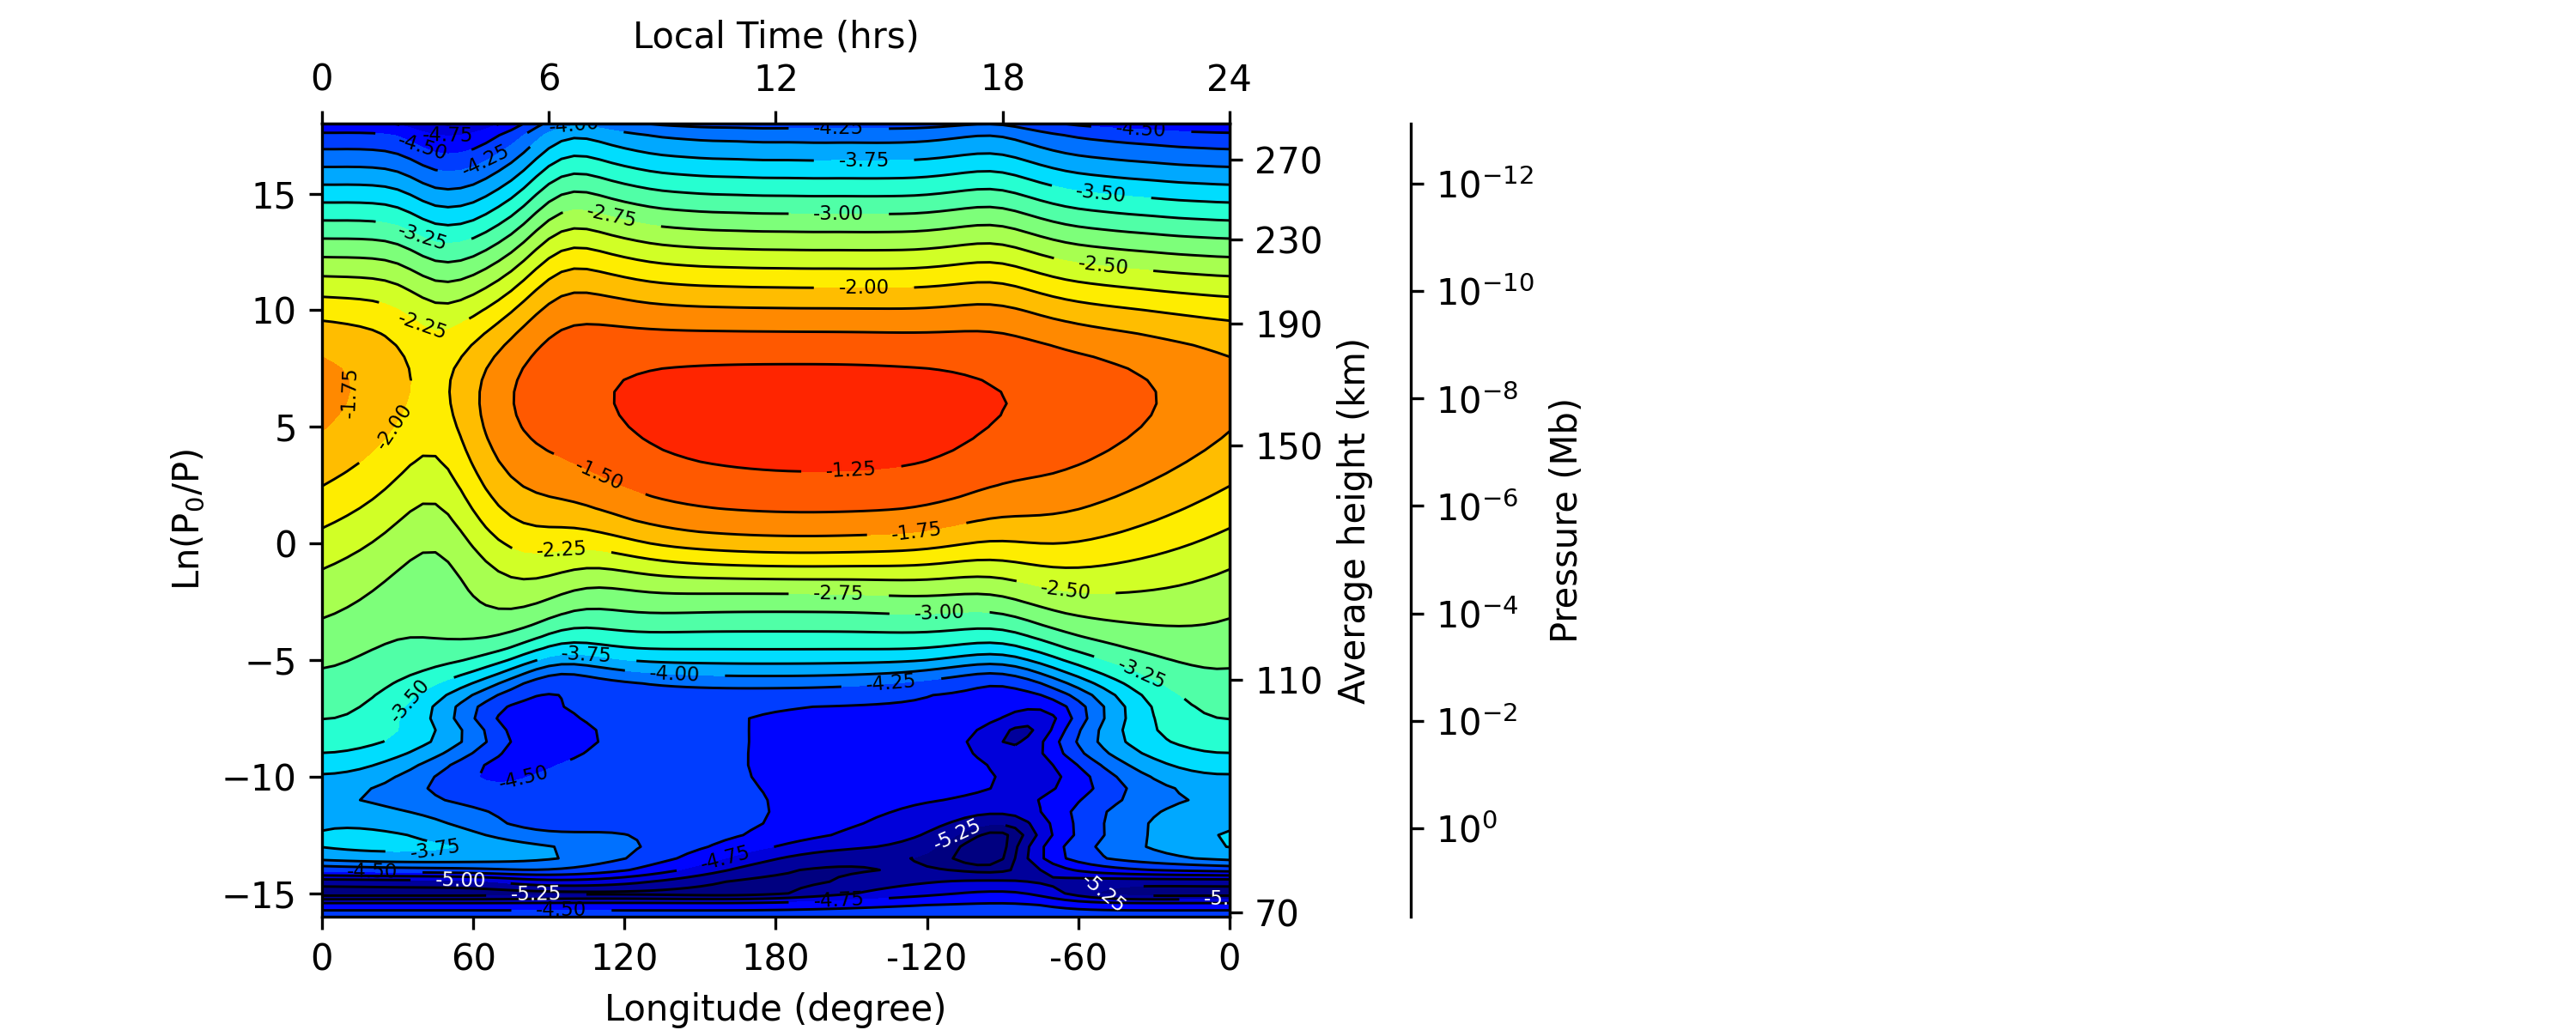 Local Time (hrs)
0 6 12 18 24
-4.75 -4.00 -4.25 -4.50
-4.50 -4.25 -3.75 270
15 -3.50 10⁻¹²
-2.75 -3.00
-3.25 230
-2.50
-2.00 10⁻¹⁰
10 -2.25 190
-1.75 10⁻⁸
5 -2.00 150
-1.50 -1.25
10⁻⁶
0 -2.25 -1.75
-2.75 -2.50
-3.00 10⁻⁴
−5 -3.75 -4.00 -4.25 -3.25 110
-3.50 10⁻²
−10 -4.50
-3.75 -4.75 -5.25 10⁰
-4.50 -5.00
−15 -5.25 -4.75 -5.25 -5.
-4.50 70
0 60 120 180 -120 -60 0
Longitude (degree)
Ln(P₀/P)
Average height (km)
Pressure (Mb)